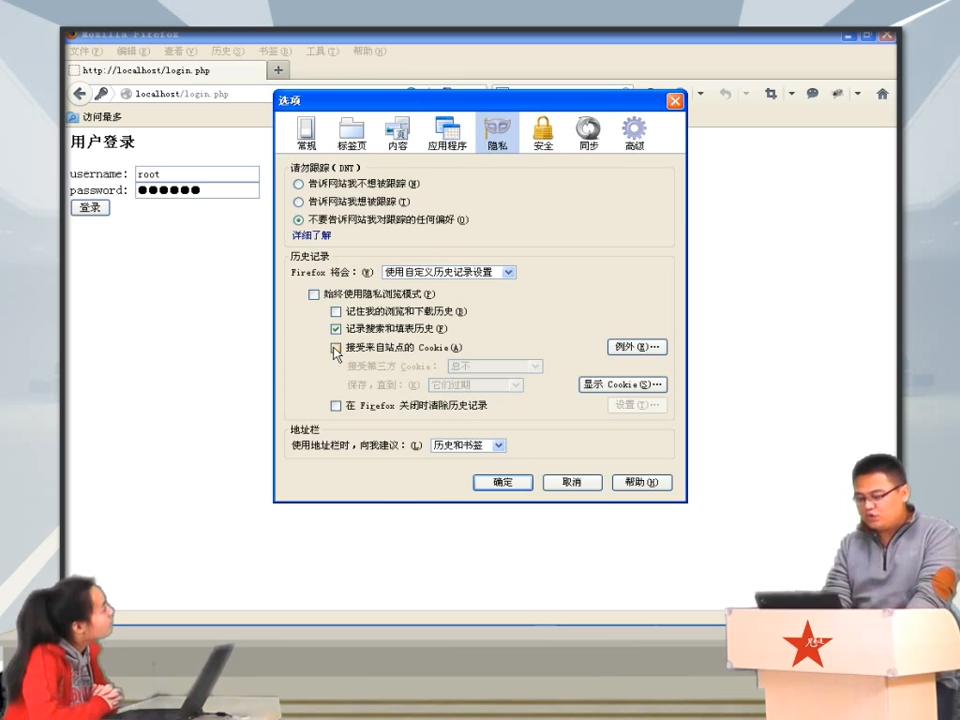 Mozilla Firefox
文件(F) 编辑(E) 查看(V) 历史(S) 书签(B) 工具(T) 帮助(H)
http://localhost/login.php
+
localhost/login.php
访问最多
用户登录
username: root
password: ●●●●●●
登录
选项
常规 标签页 内容 应用程序 隐私 安全 同步 高级
请勿跟踪(DNT)
告诉网站我不想被跟踪(N)
告诉网站我想被跟踪(T)
不要告诉网站我对跟踪的任何偏好(O)
详细了解
历史记录
Firefox 将会：(W) 使用自定义历史记录设置
始终使用隐私浏览模式(P)
记住我的浏览和下载历史(B)
记录搜索和填表历史(F)
接受来自站点的 Cookie(A) 例外(E)…
接受第三方 Cookie： 总不
保存，直到：(K) 它们过期 显示 Cookie(S)…
在 Firefox 关闭时清除历史记录 设置(T)…
地址栏
使用地址栏时，向我建议：(L) 历史和书签
确定 取消 帮助(H)